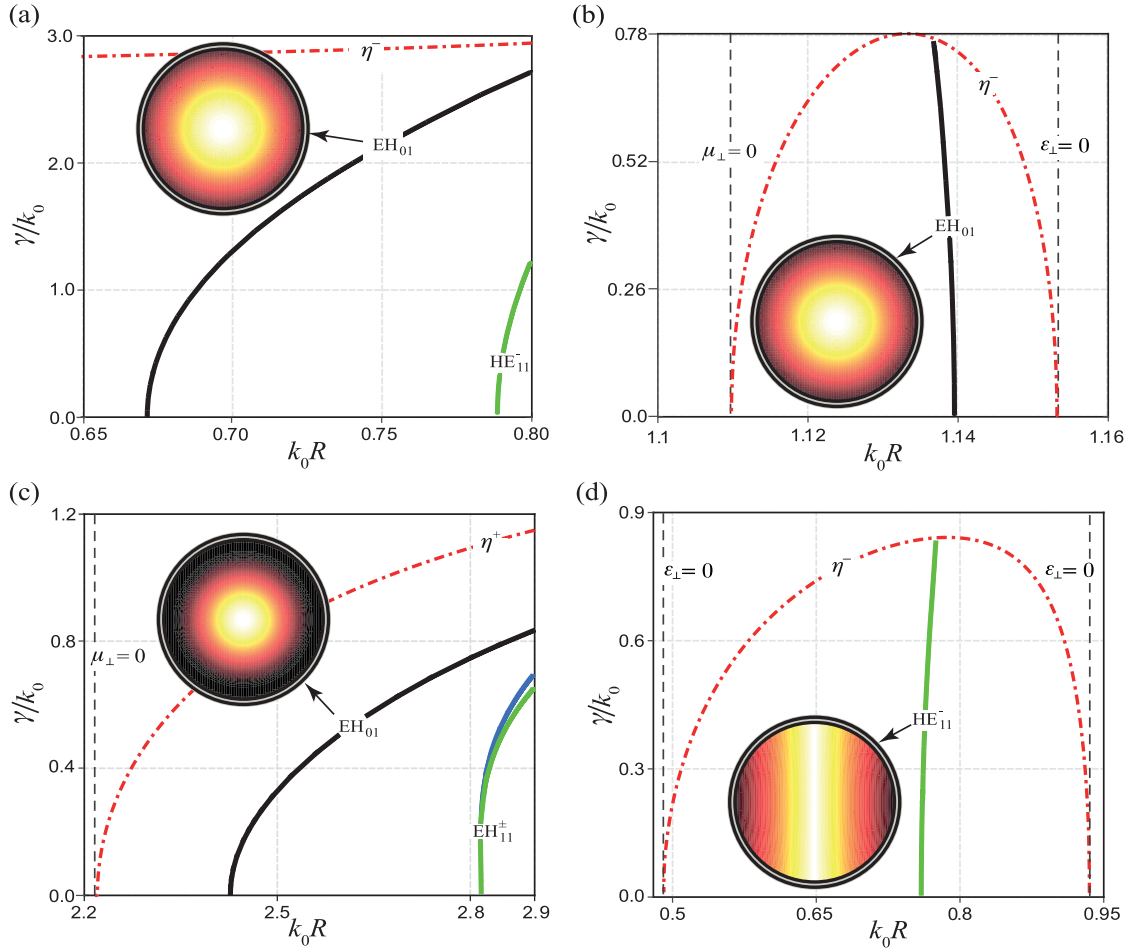 (a)
3.0
2.0
1.0
0.0
γ/k₀
η⁻
EH₀₁
HE⁻₁₁
0.65 0.70 0.75 0.80
k₀R
(b)
0.78
0.52
0.26
0.0
γ/k₀
μ⊥ = 0
η⁻
ε⊥ = 0
EH₀₁
1.1 1.12 1.14 1.16
k₀R
(c)
1.2
0.8
0.4
0.0
γ/k₀
μ⊥ = 0
η⁺
EH₀₁
EH±₁₁
2.2 2.5 2.8 2.9
k₀R
(d)
0.9
0.6
0.3
0.0
γ/k₀
ε⊥ = 0
η⁻
ε⊥ = 0
HE⁻₁₁
0.5 0.65 0.8 0.95
k₀R